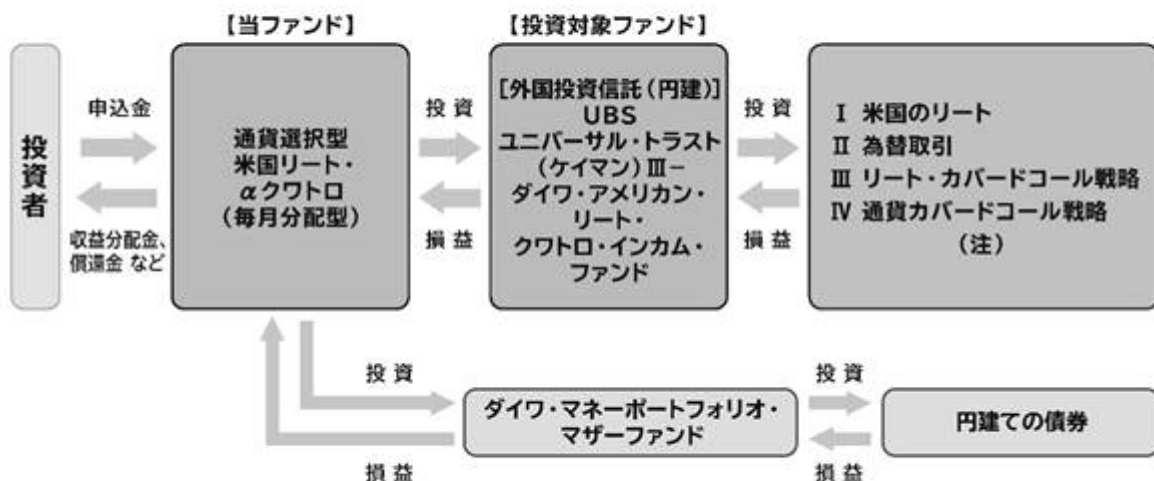 【当ファンド】
【投資対象ファンド】
投資者
申込金
収益分配金、
償還金 など
通貨選択型
米国リート・
αクワトロ
(毎月分配型)
投 資
損 益
[外国投資信託(円建)]
UBS
ユニバーサル・トラスト
(ケイマン)Ⅲ－
ダイワ・アメリカン・
リート・
クワトロ・インカム・
ファンド
投 資
損 益
Ⅰ 米国のリート
Ⅱ 為替取引
Ⅲ リート・カバードコール戦略
Ⅳ 通貨カバードコール戦略
(注)
投 資
損 益
ダイワ・マネーポートフォリオ・
マザーファンド
投 資
損 益
円建ての債券